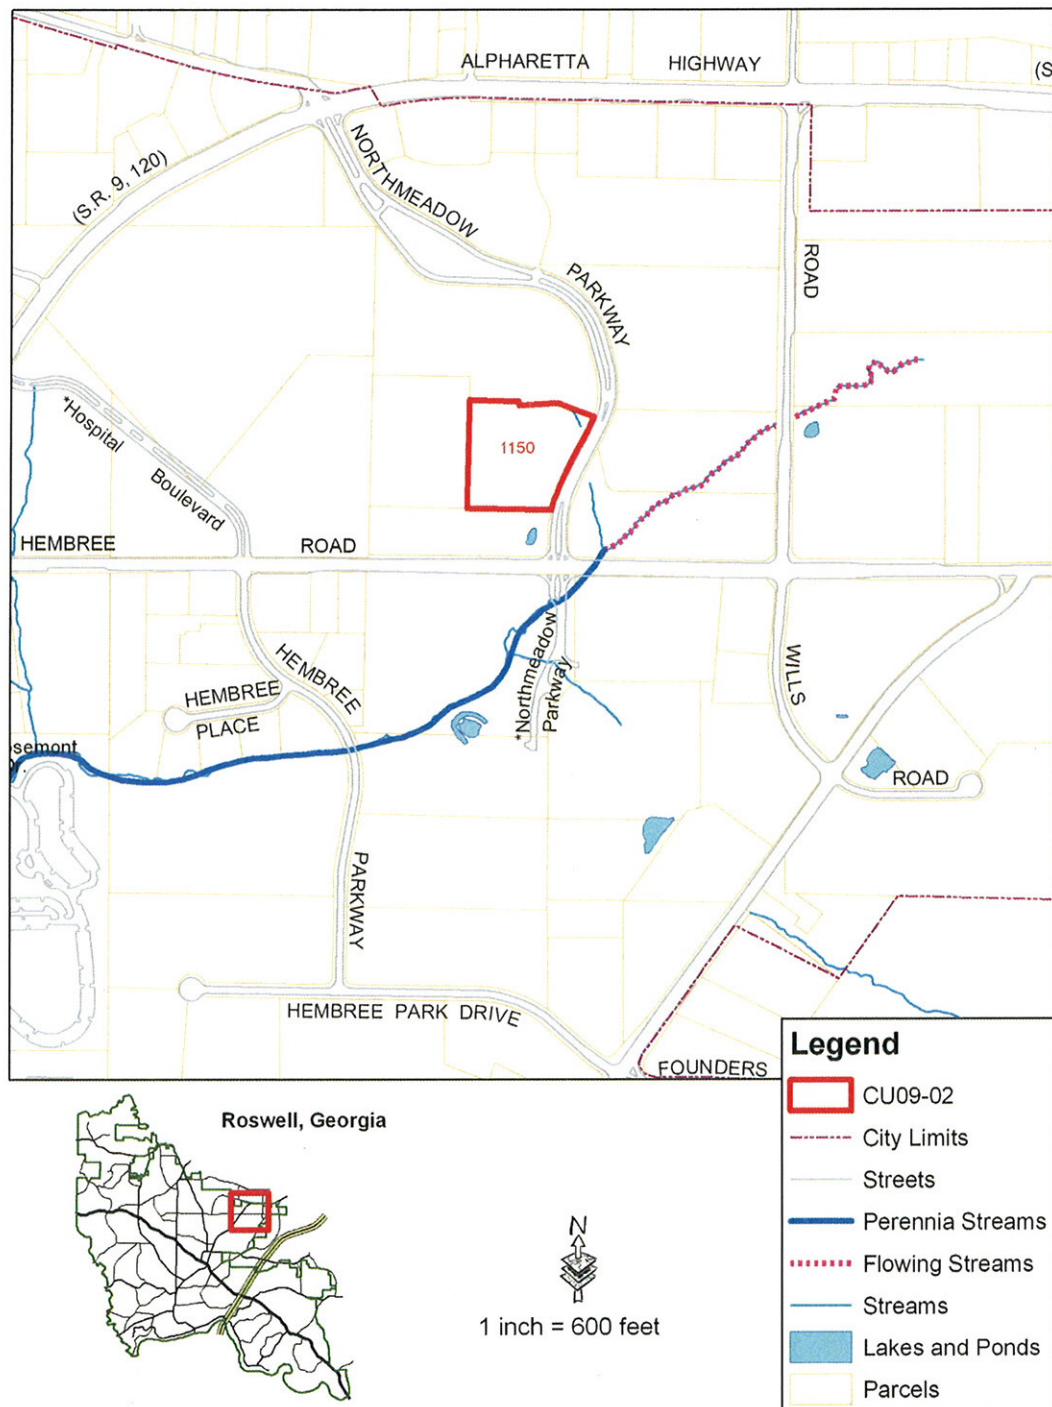 ALPHARETTA HIGHWAY
(S
(S.R. 9, 120)
NORTHMEADOW
PARKWAY
ROAD
1150
*Hospital
Boulevard
HEMBREE ROAD
HEMBREE
HEMBREE
PLACE
PARKWAY
*Northmeadow
Parkway
WILLS
ROAD
semont
HEMBREE PARK DRIVE
FOUNDERS
Legend
CU09-02
City Limits
Streets
Perennia Streams
Flowing Streams
Streams
Lakes and Ponds
Parcels
Roswell, Georgia
N
1 inch = 600 feet